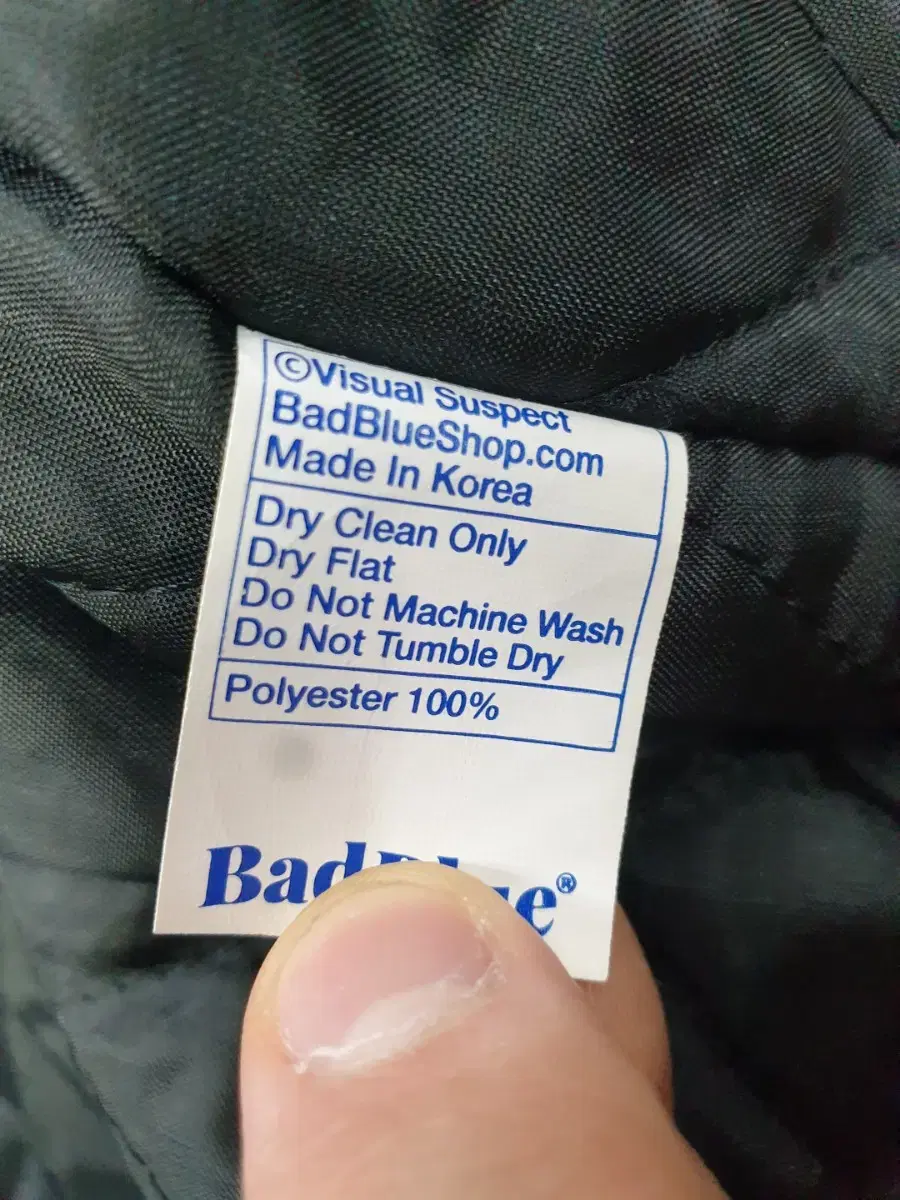 ©Visual Suspect
BadBlueShop.com
Made In Korea
Dry Clean Only
Dry Flat
Do Not Machine Wash
Do Not Tumble Dry
Polyester 100%
BadBlue®